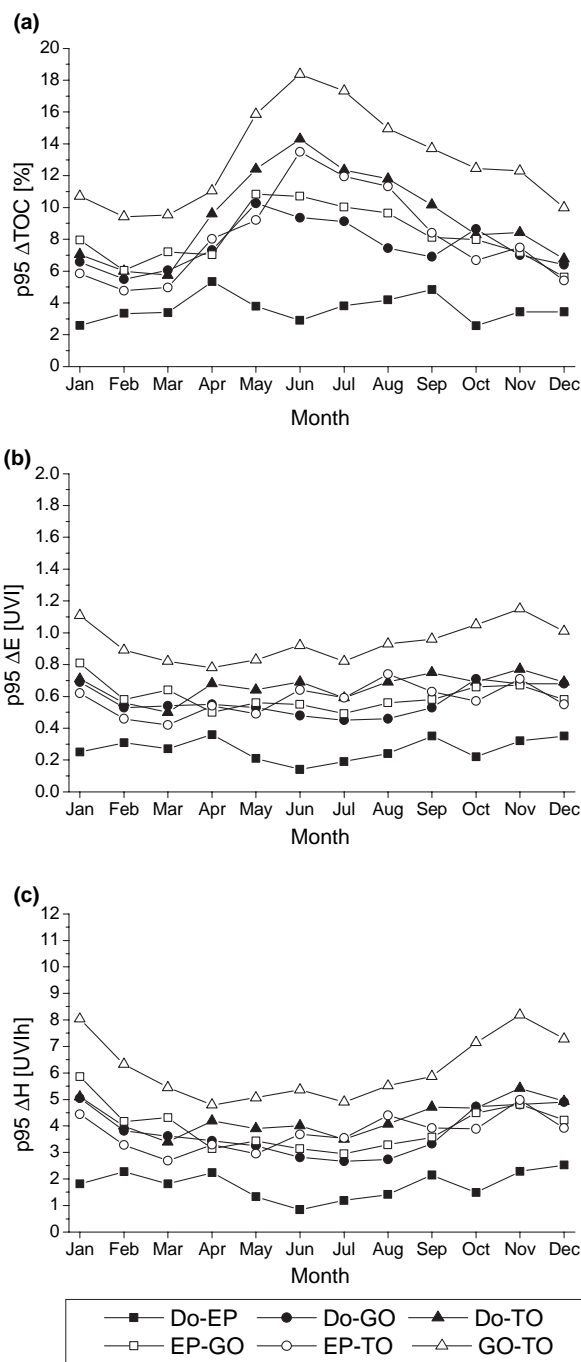 (a)
20
18
16
14
12
10
8
6
4
2
0
p95 ΔTOC [%]
Jan Feb Mar Apr May Jun Jul Aug Sep Oct Nov Dec
Month
(b)
2.0
1.8
1.6
1.4
1.2
1.0
0.8
0.6
0.4
0.2
0.0
p95 ΔE [UVI]
Jan Feb Mar Apr May Jun Jul Aug Sep Oct Nov Dec
Month
(c)
12
11
10
9
8
7
6
5
4
3
2
1
0
p95 ΔH [UVIh]
Jan Feb Mar Apr May Jun Jul Aug Sep Oct Nov Dec
Month
Do-EP Do-GO Do-TO
EP-GO EP-TO GO-TO